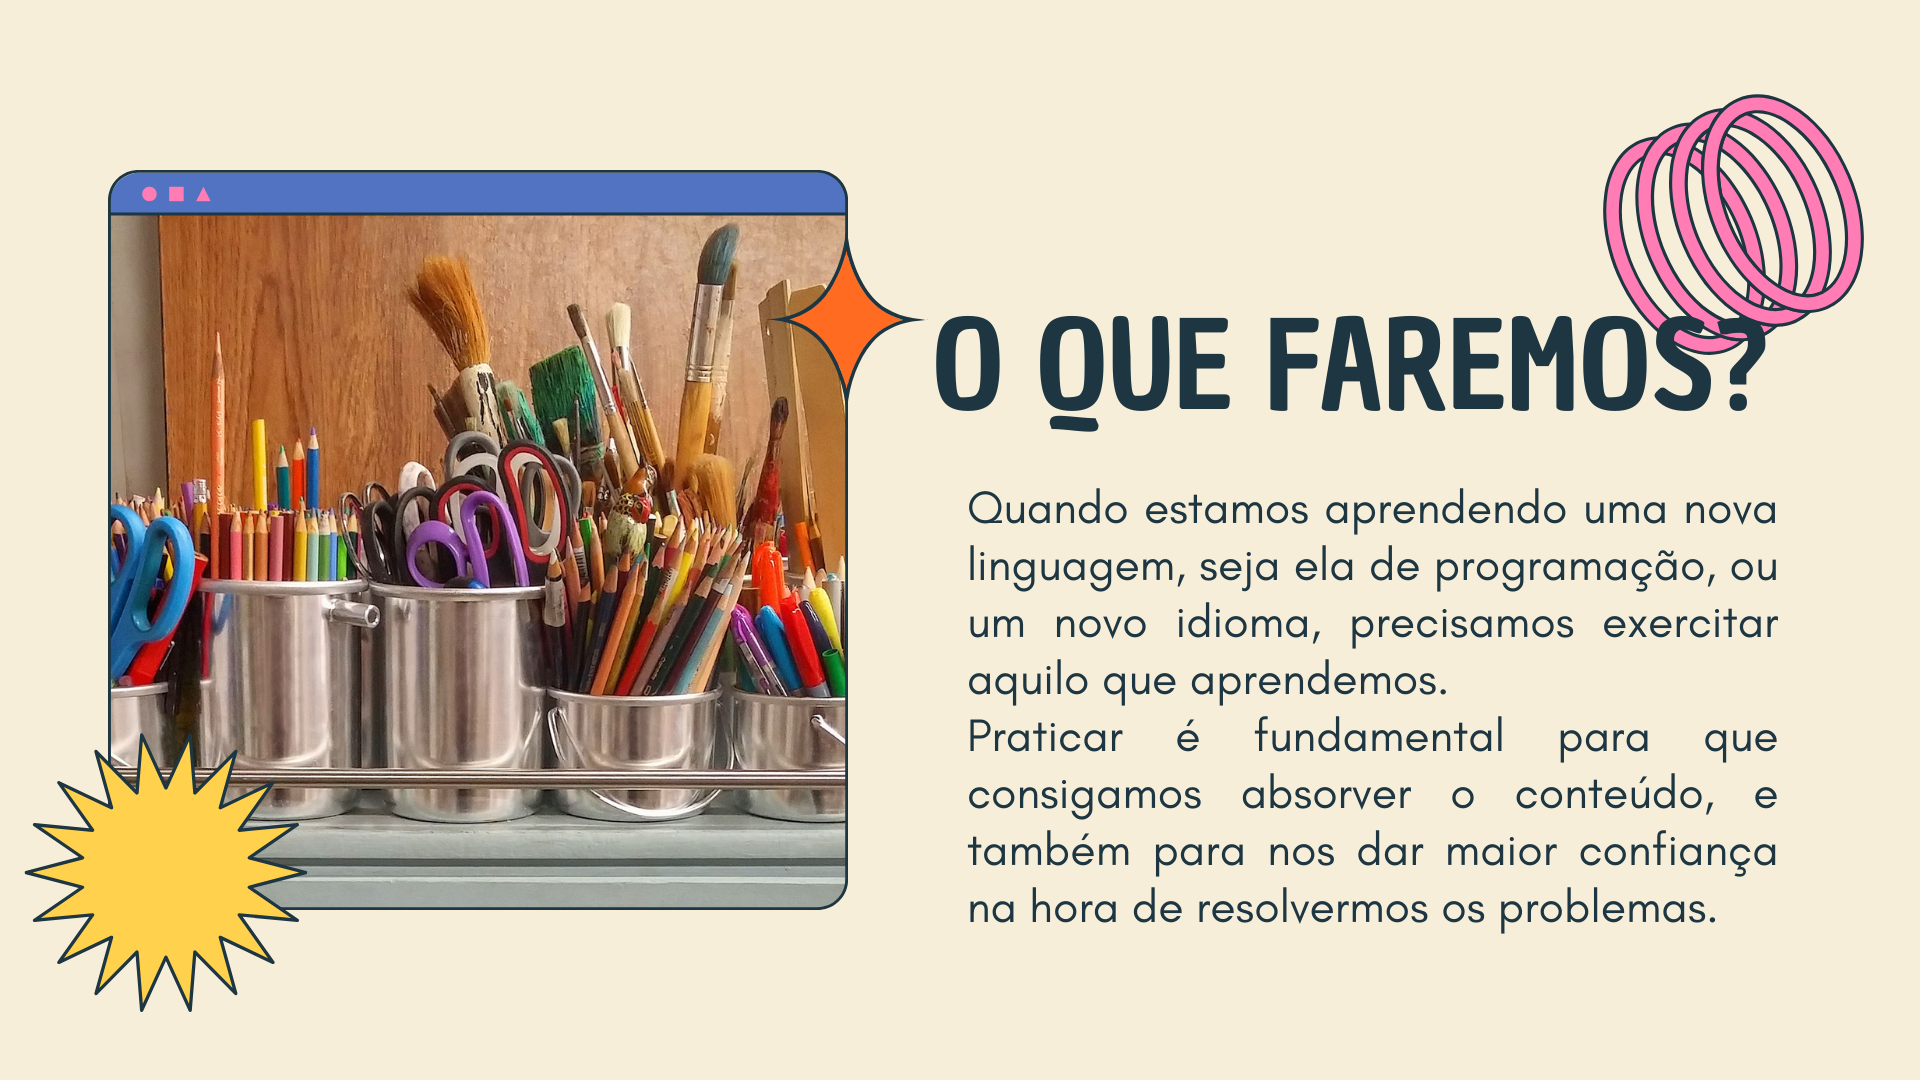 O QUE FAREMOS?
Quando estamos aprendendo uma nova
linguagem, seja ela de programação, ou
um novo idioma, precisamos exercitar
aquilo que aprendemos.
Praticar é fundamental para que
consigamos absorver o conteúdo, e
também para nos dar maior confiança
na hora de resolvermos os problemas.